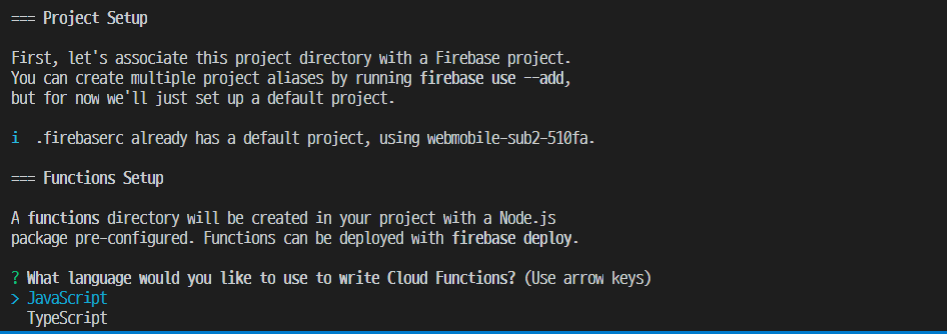 === Project Setup
First, let's associate this project directory with a Firebase project.
You can create multiple project aliases by running firebase use --add,
but for now we'll just set up a default project.
i .firebaserc already has a default project, using webmobile-sub2-510fa.
=== Functions Setup
A functions directory will be created in your project with a Node.js
package pre-configured. Functions can be deployed with firebase deploy.
? What language would you like to use to write Cloud Functions? (Use arrow keys)
> JavaScript
TypeScript